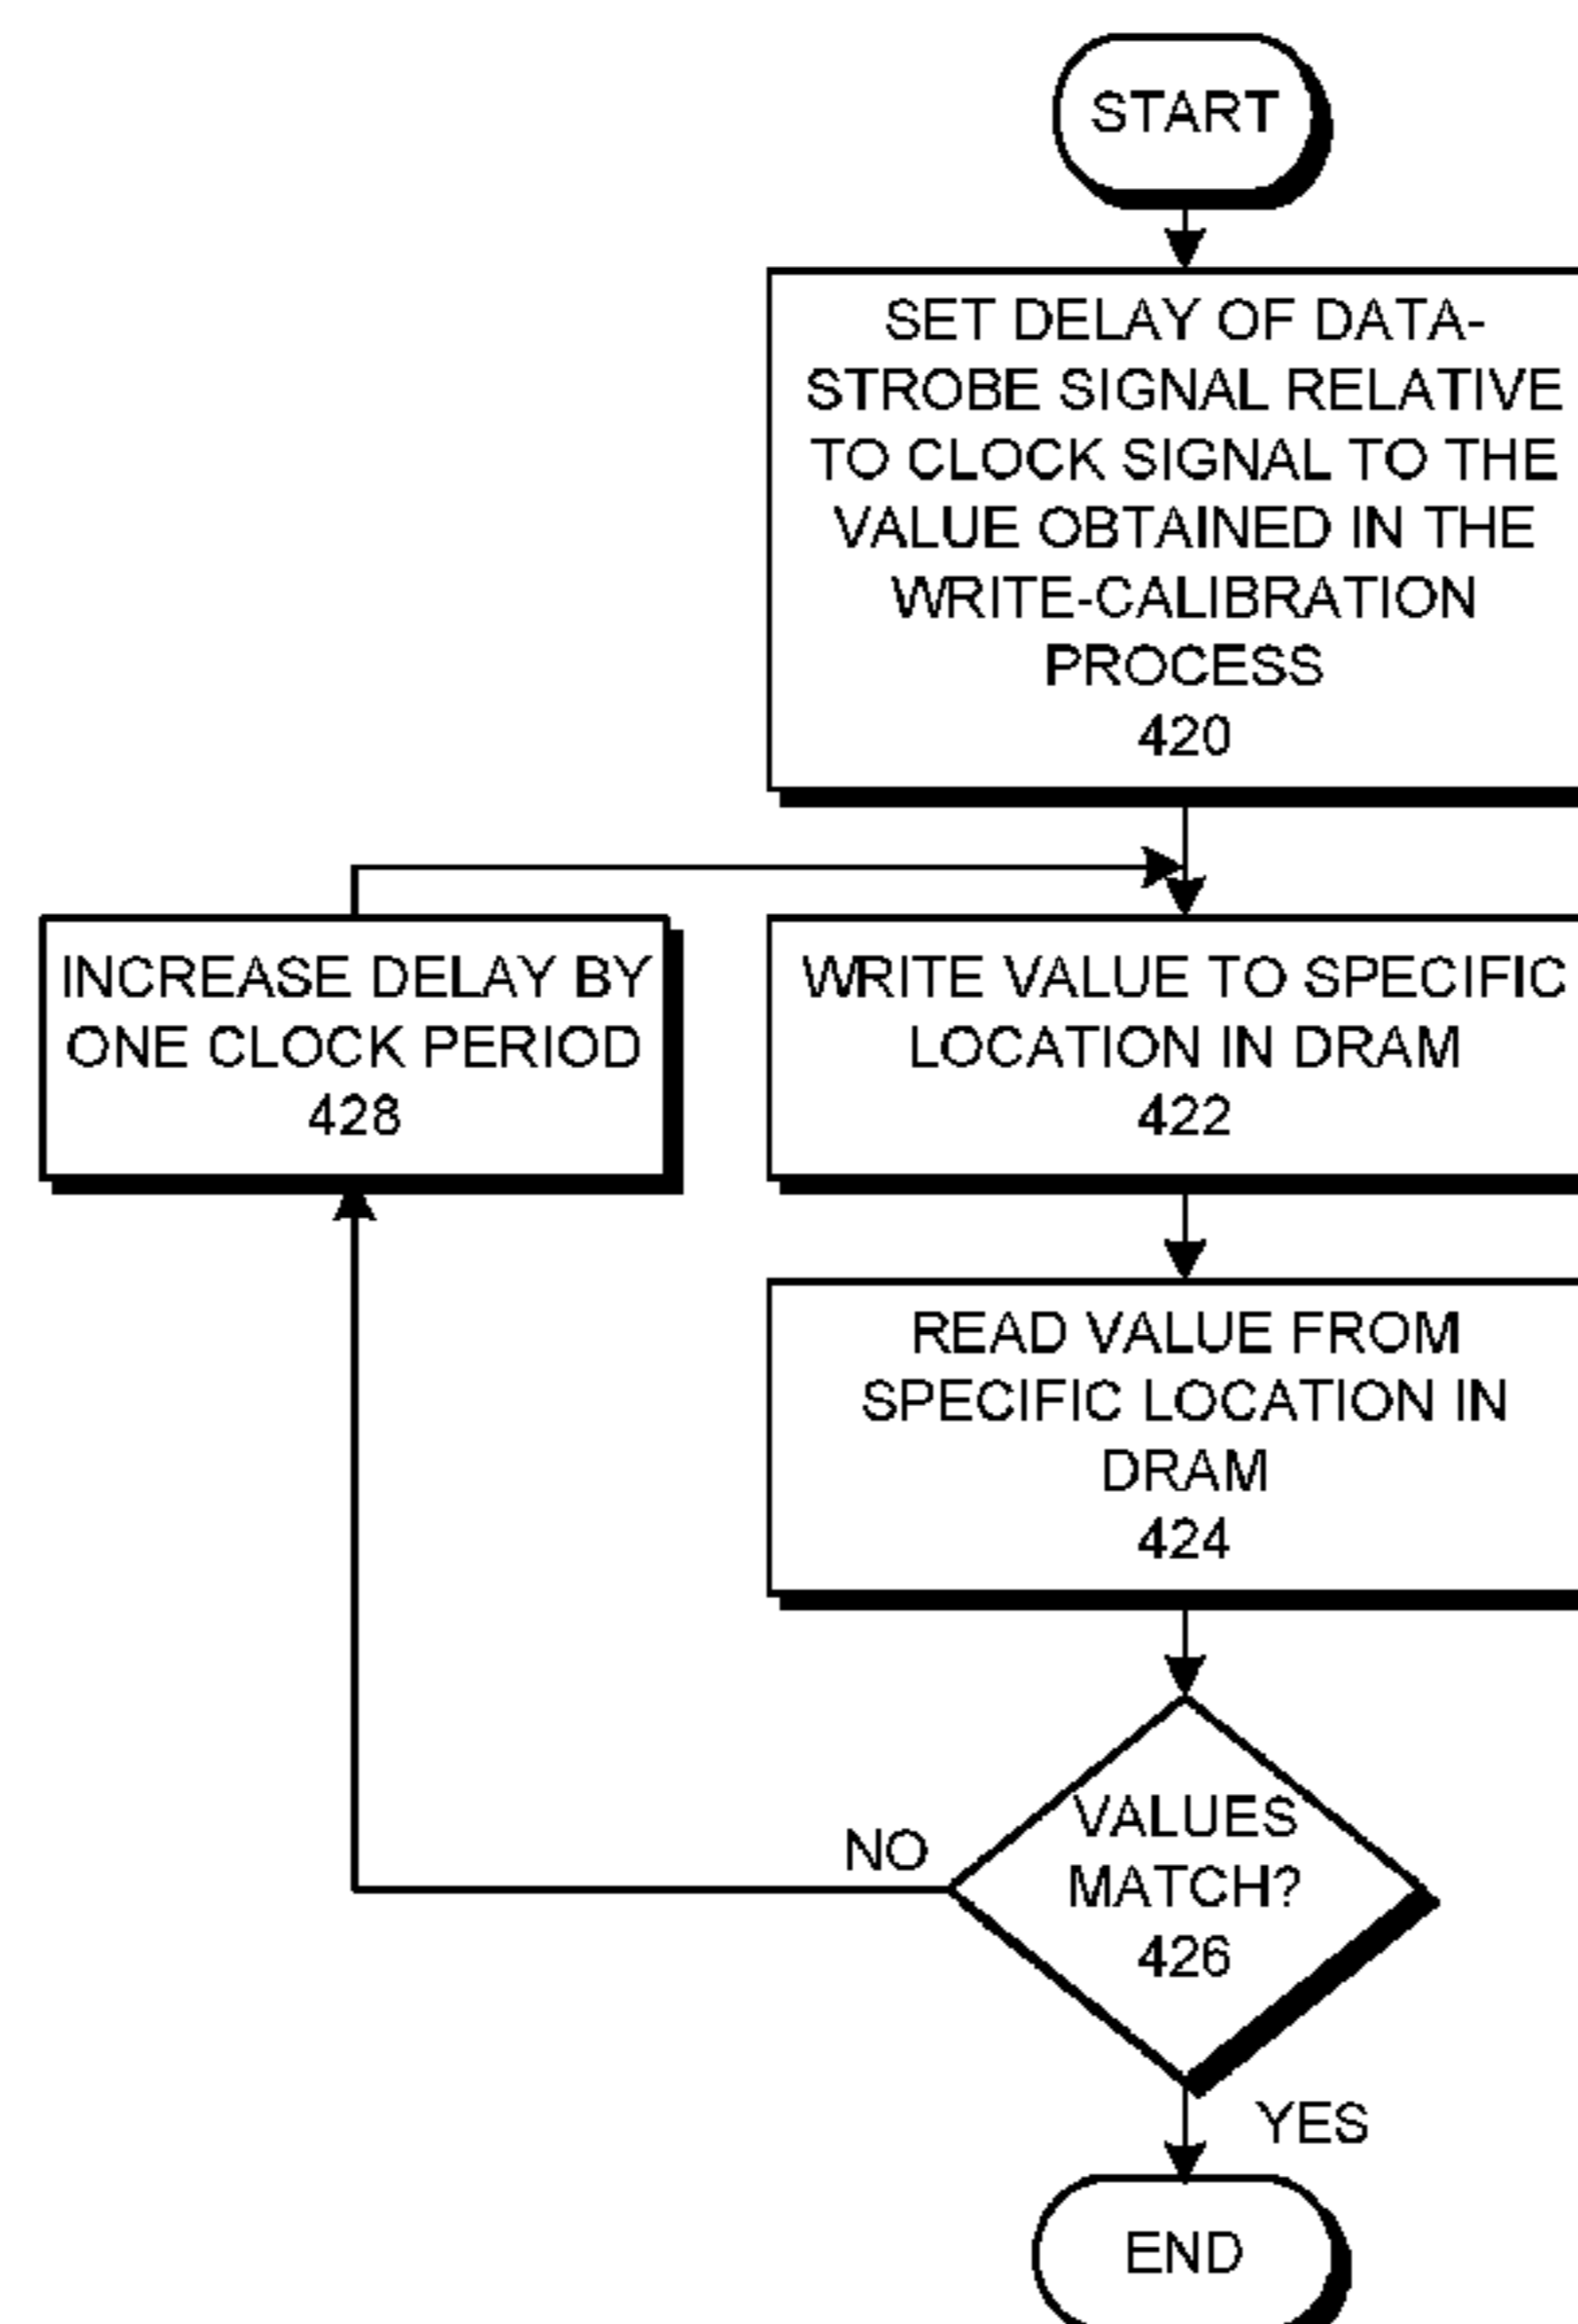 START
SET DELAY OF DATA-
STROBE SIGNAL RELATIVE
TO CLOCK SIGNAL TO THE
VALUE OBTAINED IN THE
WRITE-CALIBRATION
PROCESS
420
INCREASE DELAY BY
ONE CLOCK PERIOD
428
WRITE VALUE TO SPECIFIC
LOCATION IN DRAM
422
READ VALUE FROM
SPECIFIC LOCATION IN
DRAM
424
VALUES
MATCH?
426
NO
YES
END